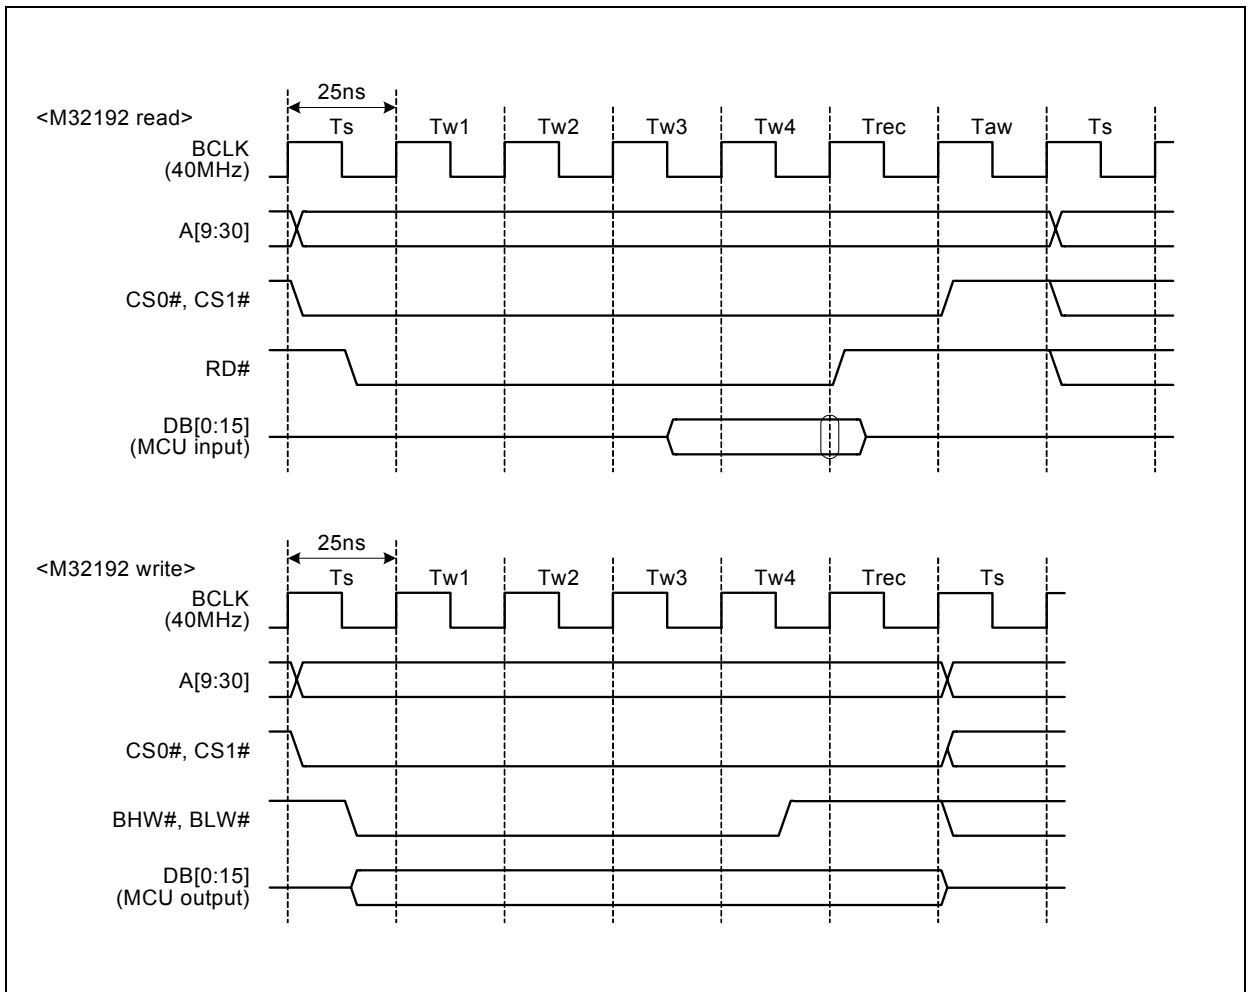 25ns
<M32192 read>
Ts Tw1 Tw2 Tw3 Tw4 Trec Taw Ts
BCLK
(40MHz)
A[9:30]
CS0#, CS1#
RD#
DB[0:15]
(MCU input)
25ns
<M32192 write>
Ts Tw1 Tw2 Tw3 Tw4 Trec Ts
BCLK
(40MHz)
A[9:30]
CS0#, CS1#
BHW#, BLW#
DB[0:15]
(MCU output)